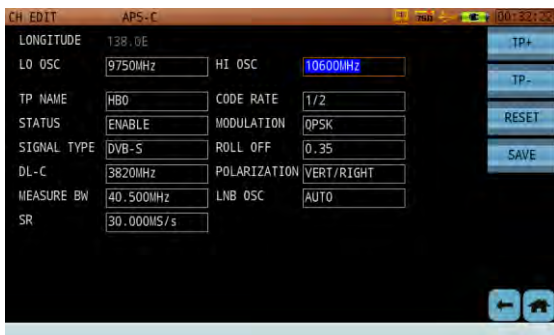 CH EDIT APS-C 75Ω 00:32:22
LONGITUDE 138.0E
LO OSC 9750MHz HI OSC 10600MHz
TP NAME HBO CODE RATE 1/2
STATUS ENABLE MODULATION QPSK
SIGNAL TYPE DVB-S ROLL OFF 0.35
DL-C 3820MHz POLARIZATION VERT/RIGHT
MEASURE BW 40.500MHz LNB OSC AUTO
SR 30.000MS/s
TP+
TP-
RESET
SAVE